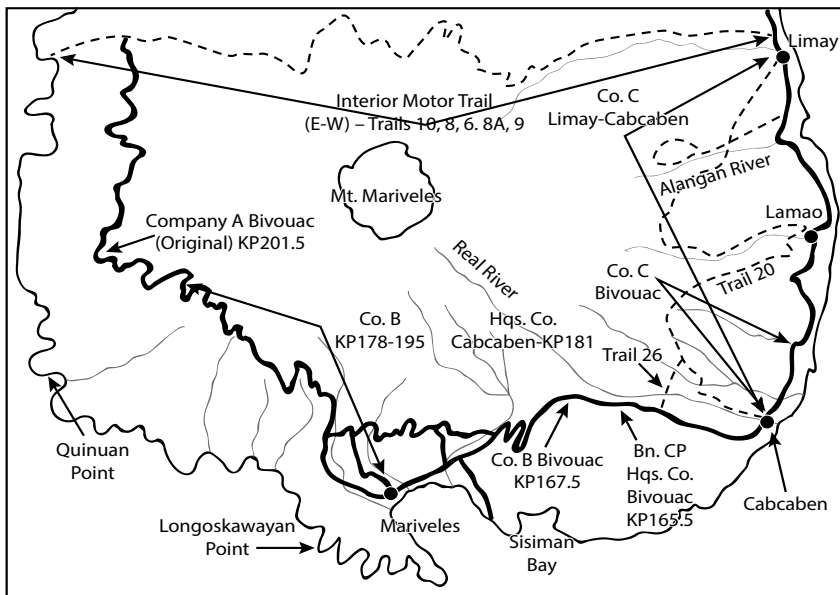 Limay
Interior Motor Trail
(E-W) – Trails 10, 8, 6. 8A, 9
Co. C
Limay-Cabcaben
Alangan River
Mt. Mariveles
Lamao
Company A Bivouac
(Original) KP201.5
Real River
Co. C
Bivouac
Trail 20
Co. B
KP178-195
Hqs. Co.
Cabcaben-KP181
Trail 26
Quinuan
Point
Co. B Bivouac
KP167.5
Bn. CP
Hqs. Co.
Bivouac
KP165.5
Cabcaben
Mariveles
Longoskawayan
Point
Sisiman
Bay